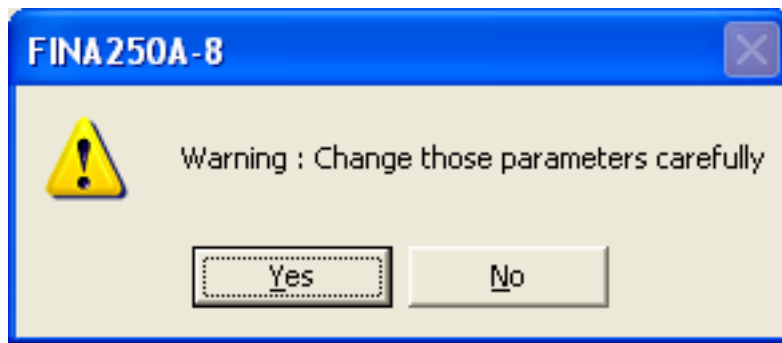 FINA250A-8
Warning : Change those parameters carefully
Yes
No